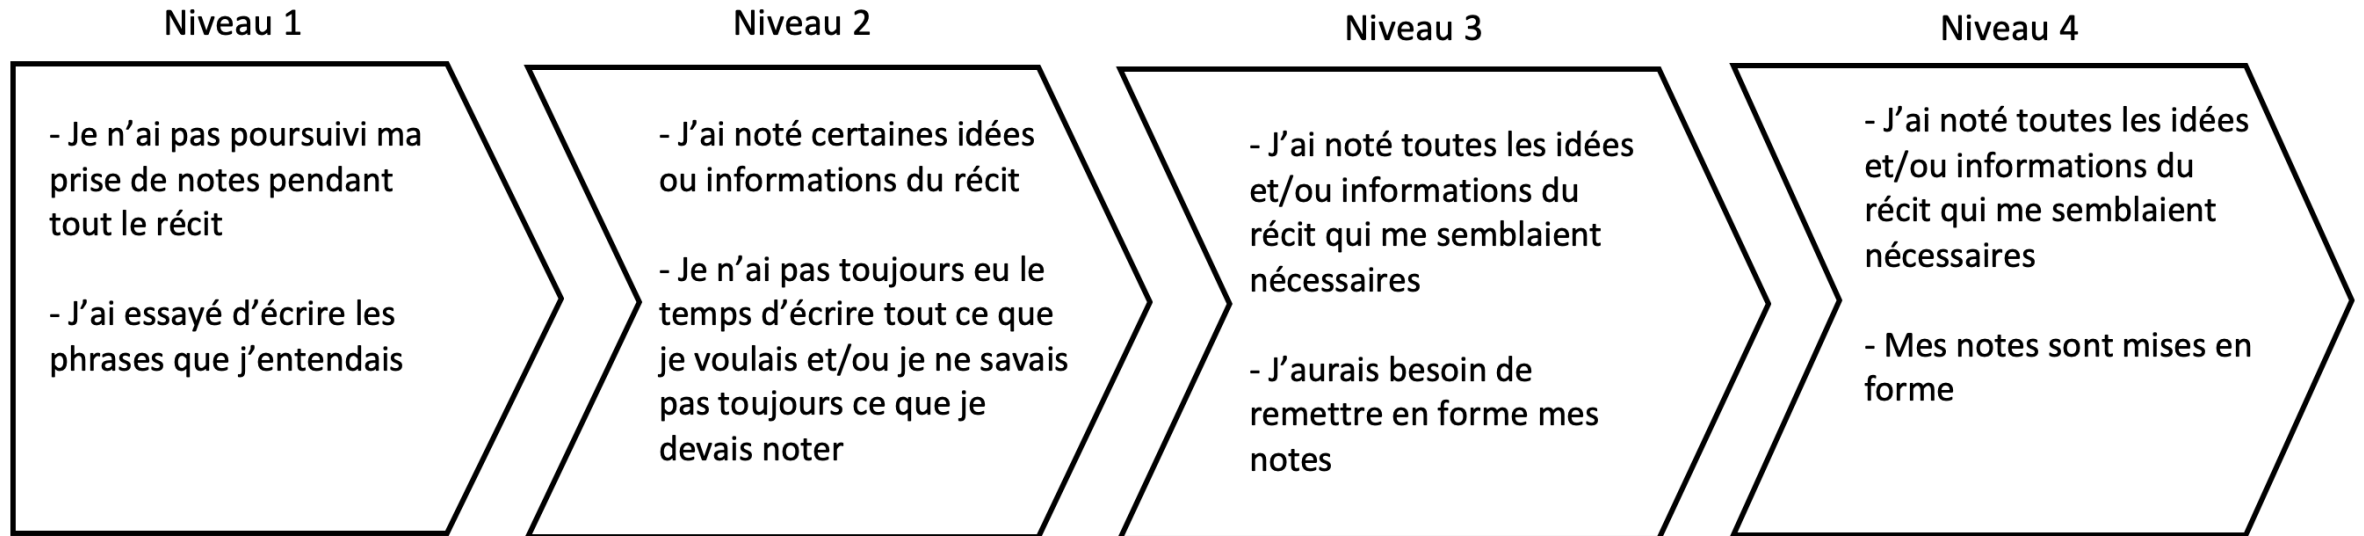 Niveau 1
- Je n’ai pas poursuivi ma
prise de notes pendant
tout le récit
- J’ai essayé d’écrire les
phrases que j’entendais
Niveau 2
- J’ai noté certaines idées
ou informations du récit
- Je n’ai pas toujours eu le
temps d’écrire tout ce que
je voulais et/ou je ne savais
pas toujours ce que je
devais noter
Niveau 3
- J’ai noté toutes les idées
et/ou informations du
récit qui me semblaient
nécessaires
- J’aurais besoin de
remettre en forme mes
notes
Niveau 4
- J’ai noté toutes les idées
et/ou informations du
récit qui me semblaient
nécessaires
- Mes notes sont mises en
forme